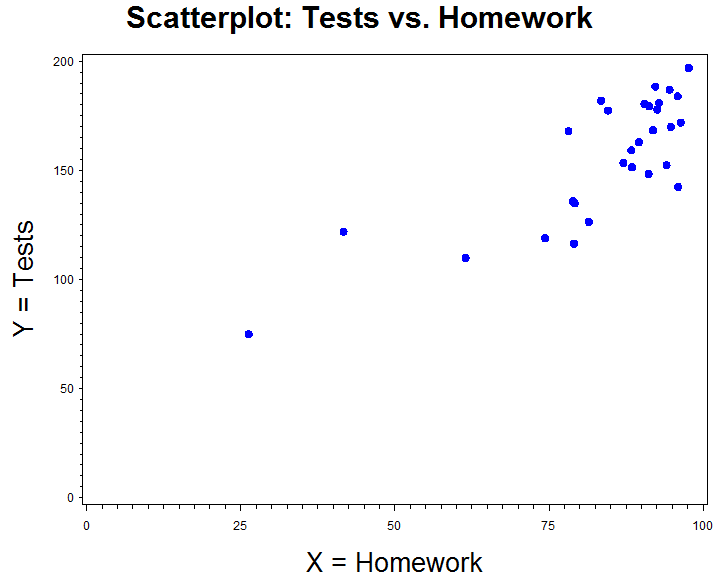 Scatterplot: Tests vs. Homework
200
150
100
50
0
Y = Tests
0 25 50 75 100
X = Homework